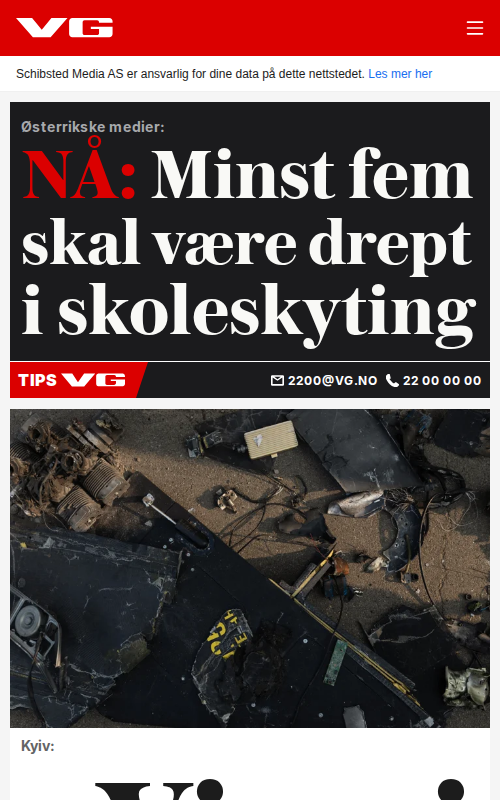 VG
Schibsted Media AS er ansvarlig for dine data på dette nettstedet. Les mer her
Østerrikske medier:
NÅ: Minst fem
skal være drept
i skoleskyting
TIPS VG 2200@VG.NO 22 00 00 00
Kyiv: